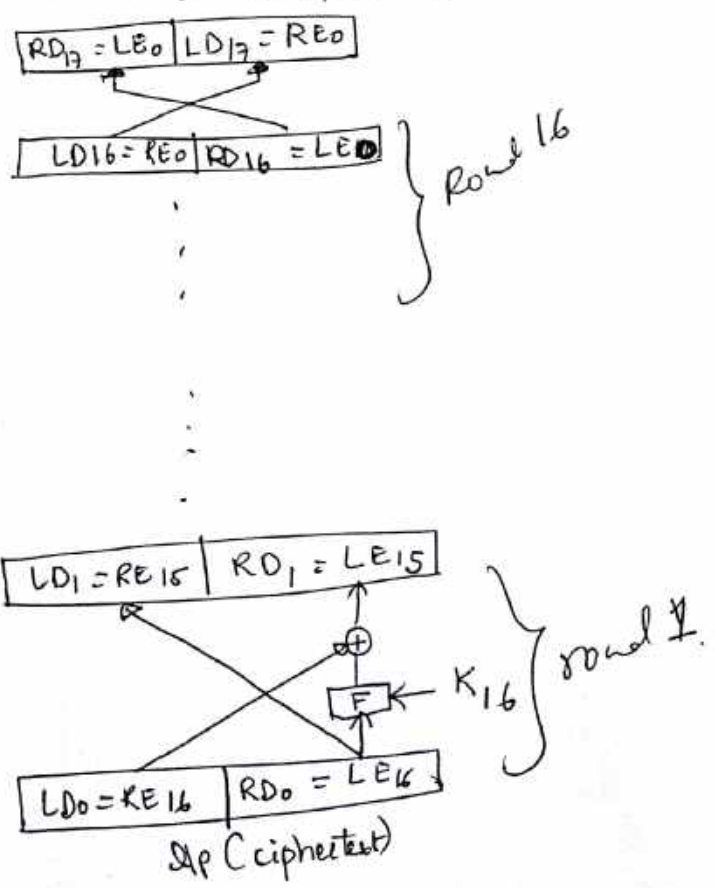 RD17 = LE0 | LD17 = RE0
LD16 = RE0 | RD16 = LE0
Round 16
LD1 = RE15 | RD1 = LE15
+
F
K16
round 1.
LD0 = RE16 | RD0 = LE16
(ciphertext)